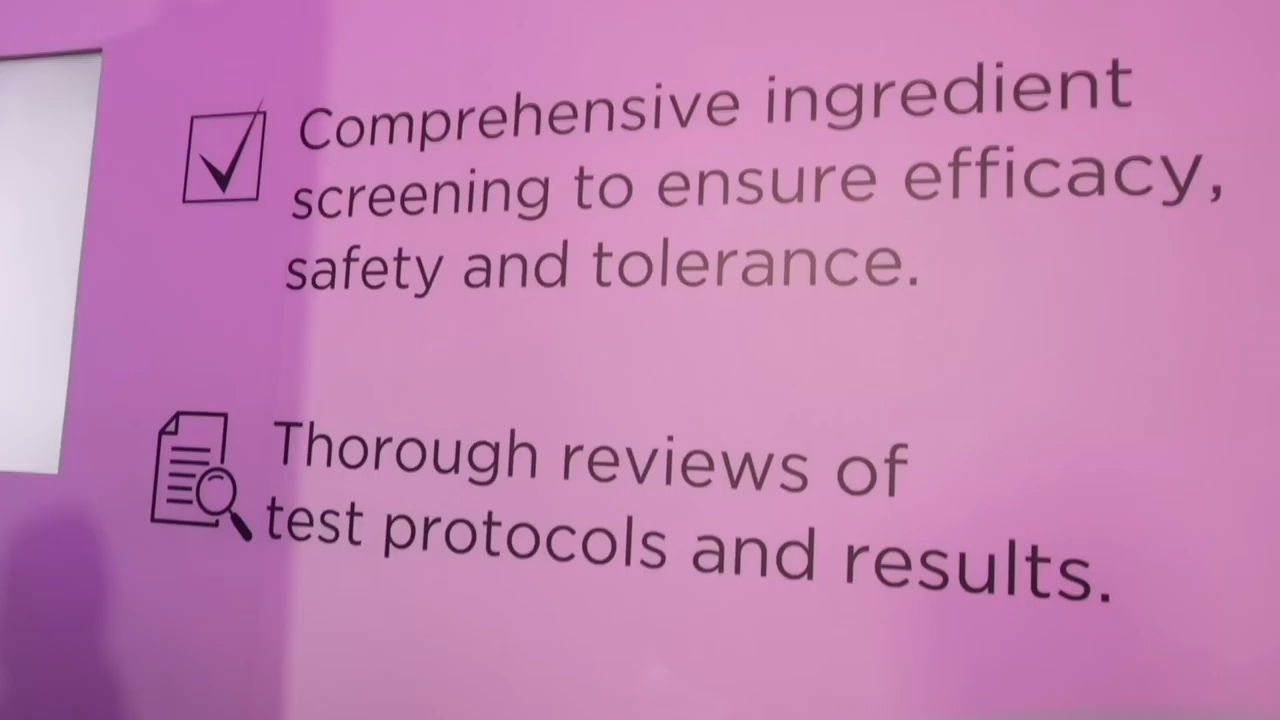 Comprehensive ingredient
screening to ensure efficacy,
safety and tolerance.
Thorough reviews of
test protocols and results.